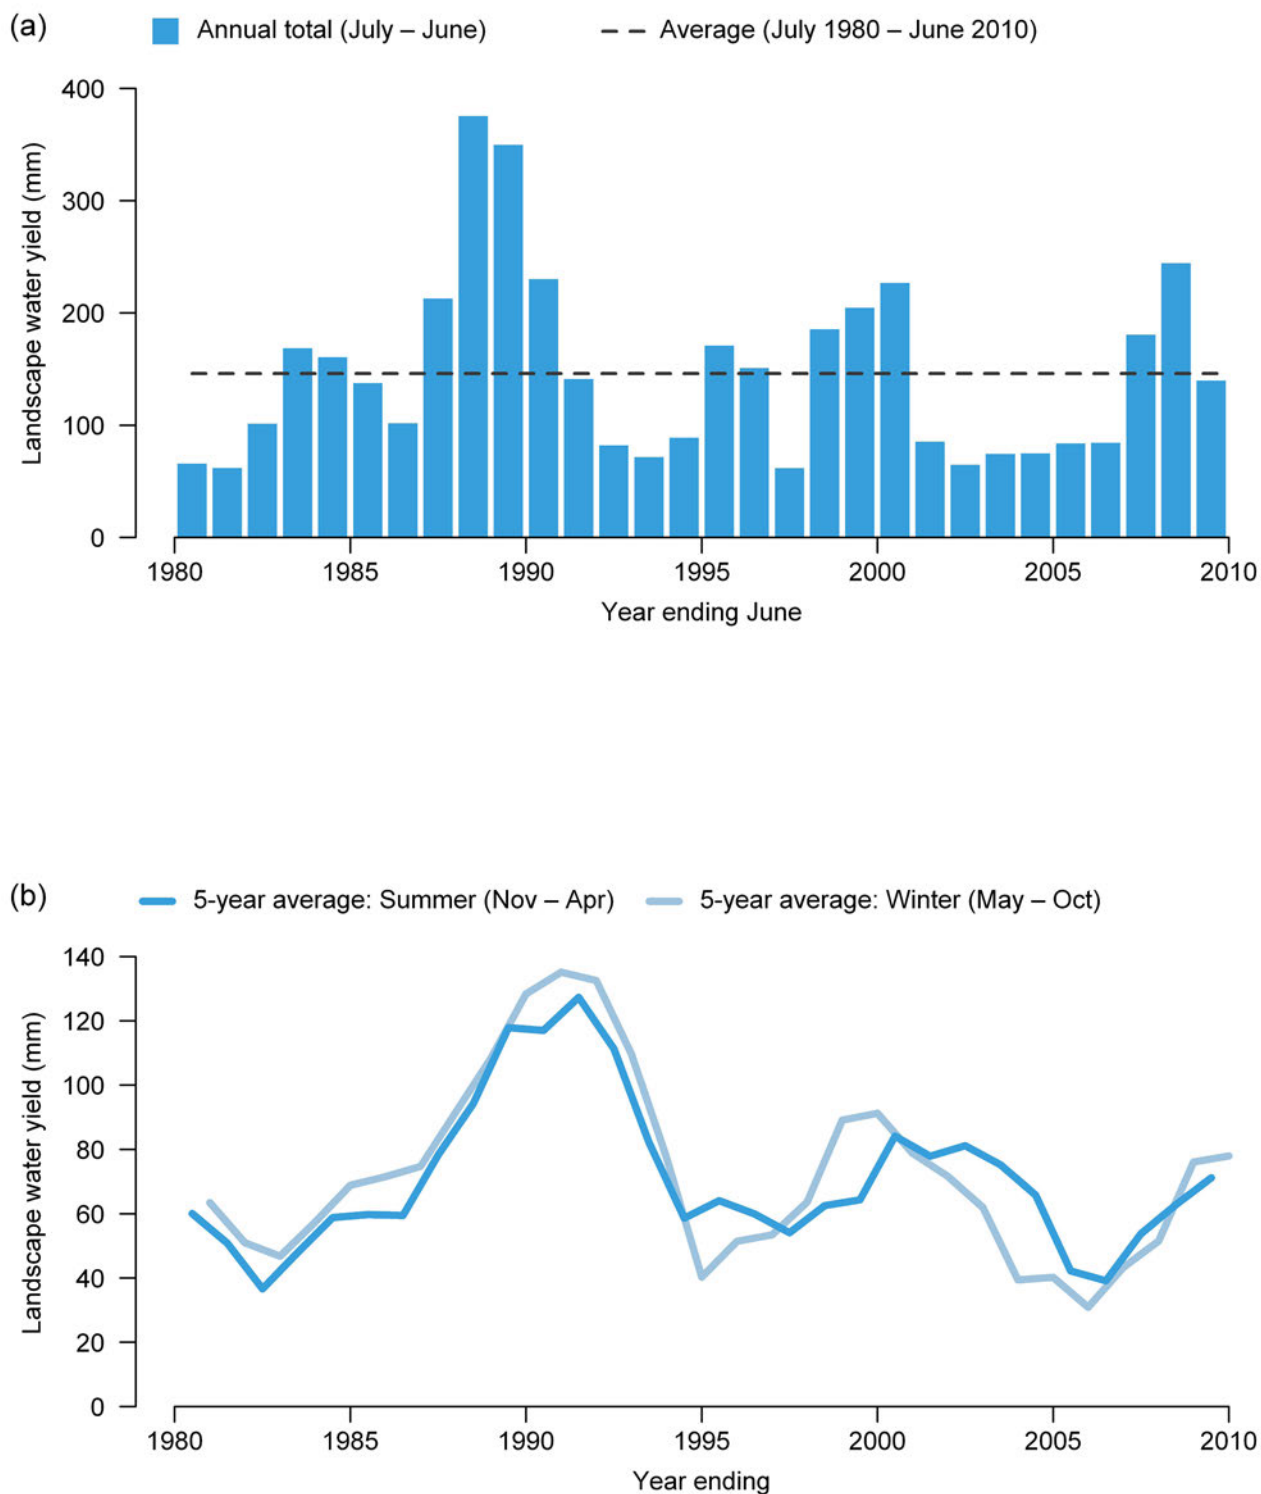 (a)
Annual total (July – June)
Average (July 1980 – June 2010)
Landscape water yield (mm)
400
300
200
100
0
1980 1985 1990 1995 2000 2005 2010
Year ending June
(b)
5-year average: Summer (Nov – Apr)
5-year average: Winter (May – Oct)
Landscape water yield (mm)
140
120
100
80
60
40
20
0
1980 1985 1990 1995 2000 2005 2010
Year ending